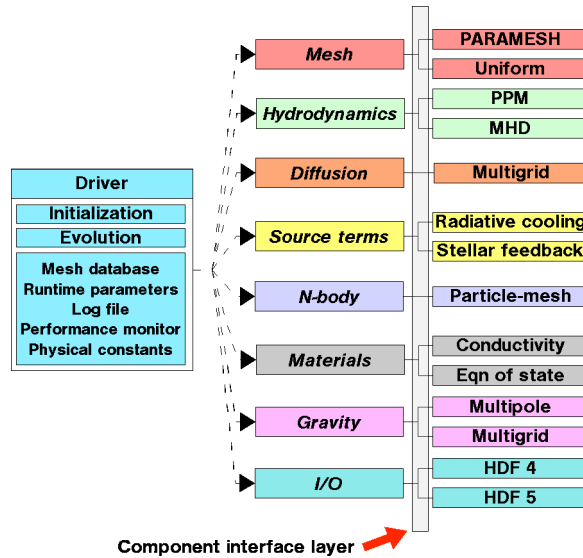 Driver
Initialization
Evolution
Mesh database
Runtime parameters
Log file
Performance monitor
Physical constants
Mesh
Hydrodynamics
Diffusion
Source terms
N-body
Materials
Gravity
I/O
PARAMESH
Uniform
PPM
MHD
Multigrid
Radiative cooling
Stellar feedback
Particle-mesh
Conductivity
Eqn of state
Multipole
Multigrid
HDF 4
HDF 5
Component interface layer